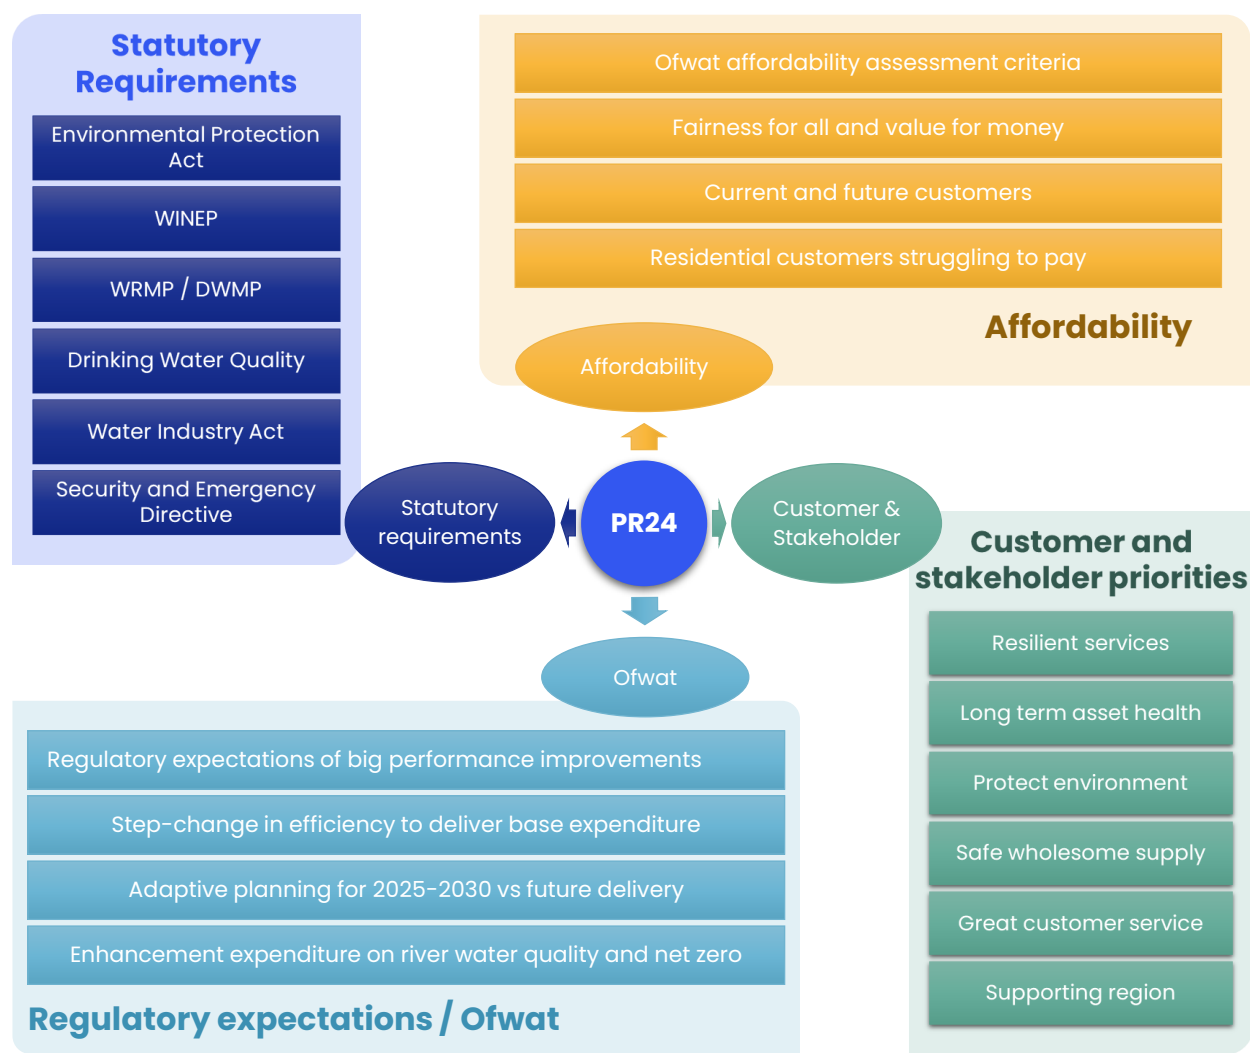 Statutory
Requirements
Environmental Protection
Act
WINEP
WRMP / DWMP
Drinking Water Quality
Water Industry Act
Security and Emergency
Directive
Ofwat affordability assessment criteria
Fairness for all and value for money
Current and future customers
Residential customers struggling to pay
Affordability
Affordability
Statutory
requirements
PR24
Customer &
Stakeholder
Ofwat
Customer and
stakeholder priorities
Resilient services
Long term asset health
Protect environment
Safe wholesome supply
Great customer service
Supporting region
Regulatory expectations of big performance improvements
Step-change in efficiency to deliver base expenditure
Adaptive planning for 2025-2030 vs future delivery
Enhancement expenditure on river water quality and net zero
Regulatory expectations / Ofwat